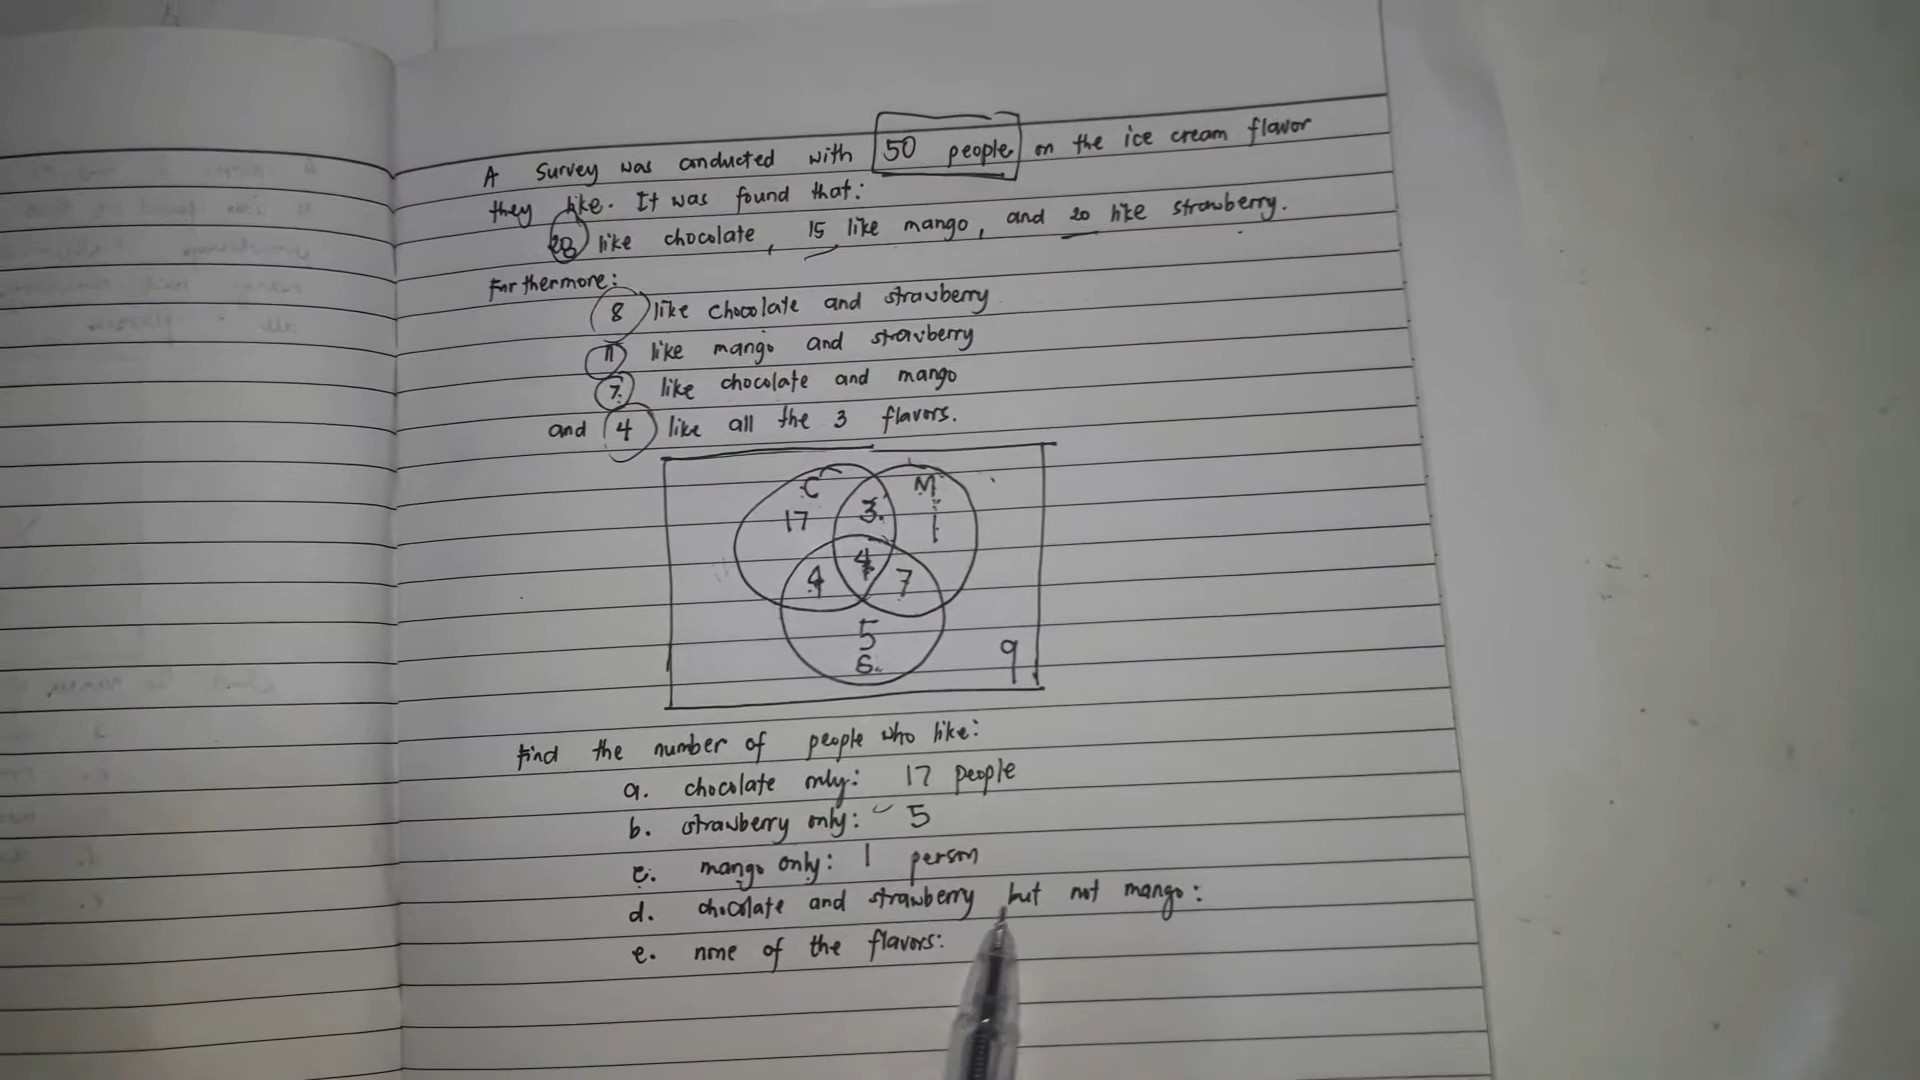 A survey was conducted with 50 people on the ice cream flavor
they like. It was found that:
28 like chocolate, 15 like mango, and 20 like strawberry.
Furthermore:
8 like chocolate and strawberry
11 like mango and strawberry
7 like chocolate and mango
and 4 like all the 3 flavors.
C M
17 3 1
4 4 7
5
S
9
find the number of people who like:
a. chocolate only: 17 people
b. strawberry only: 5
c. mango only: 1 person
d. chocolate and strawberry but not mango:
e. none of the flavors: